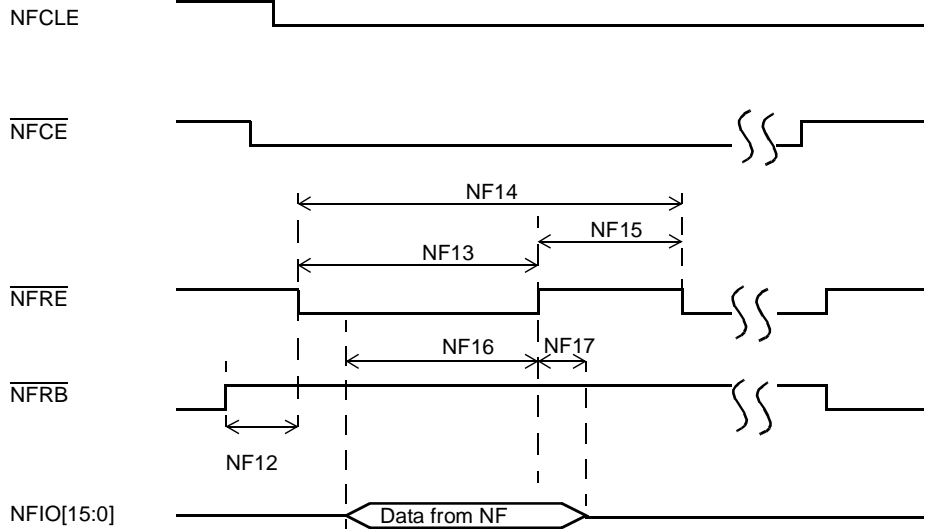 NFCLE
NFCE
NF14
NF15
NF13
NFRE
NF16
NF17
NFRB
NF12
NFIO[15:0]
Data from NF